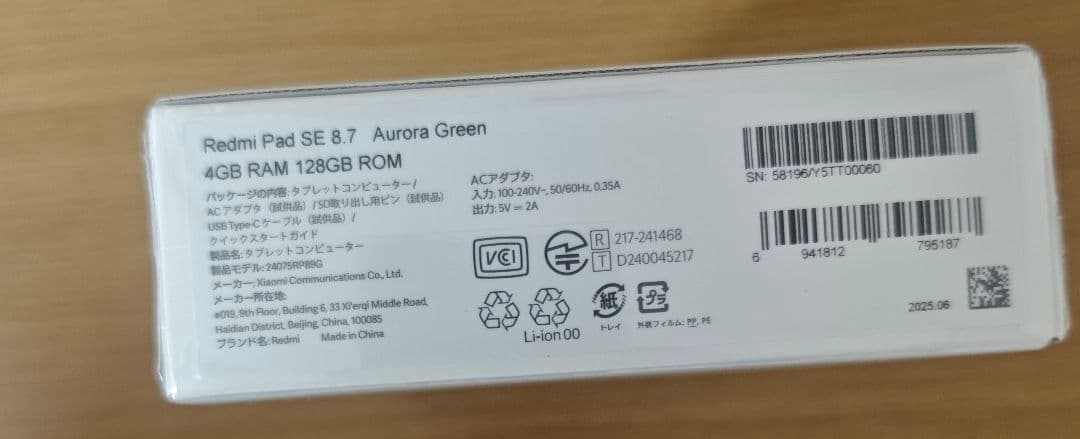 Redmi Pad SE 8.7 Aurora Green
4GB RAM 128GB ROM
パッケージの内容: タブレットコンピューター/
ACアダプタ（試供品）/SD取り出し用ピン（試供品）
USB Type-Cケーブル（試供品）/
クイックスタートガイド
製品名: タブレットコンピューター
製品モデル: 24075RP89G
メーカー: Xiaomi Communications Co., Ltd.
メーカー所在地:
#019, 9th Floor, Building 6, 33 Xi'erqi Middle Road,
Haidian District, Beijing, China, 100085
ブランド名: Redmi Made in China
ACアダプタ:
入力: 100-240V~, 50/60Hz, 0.35A
出力: 5V = 2A
VCCI
R 217-241468
T D240045217
Li-ion 00
紙
トレイ
プラ
外装フィルム: PP, PE
SN: 58196/Y5TT00060
6 941812 795187
2025.06